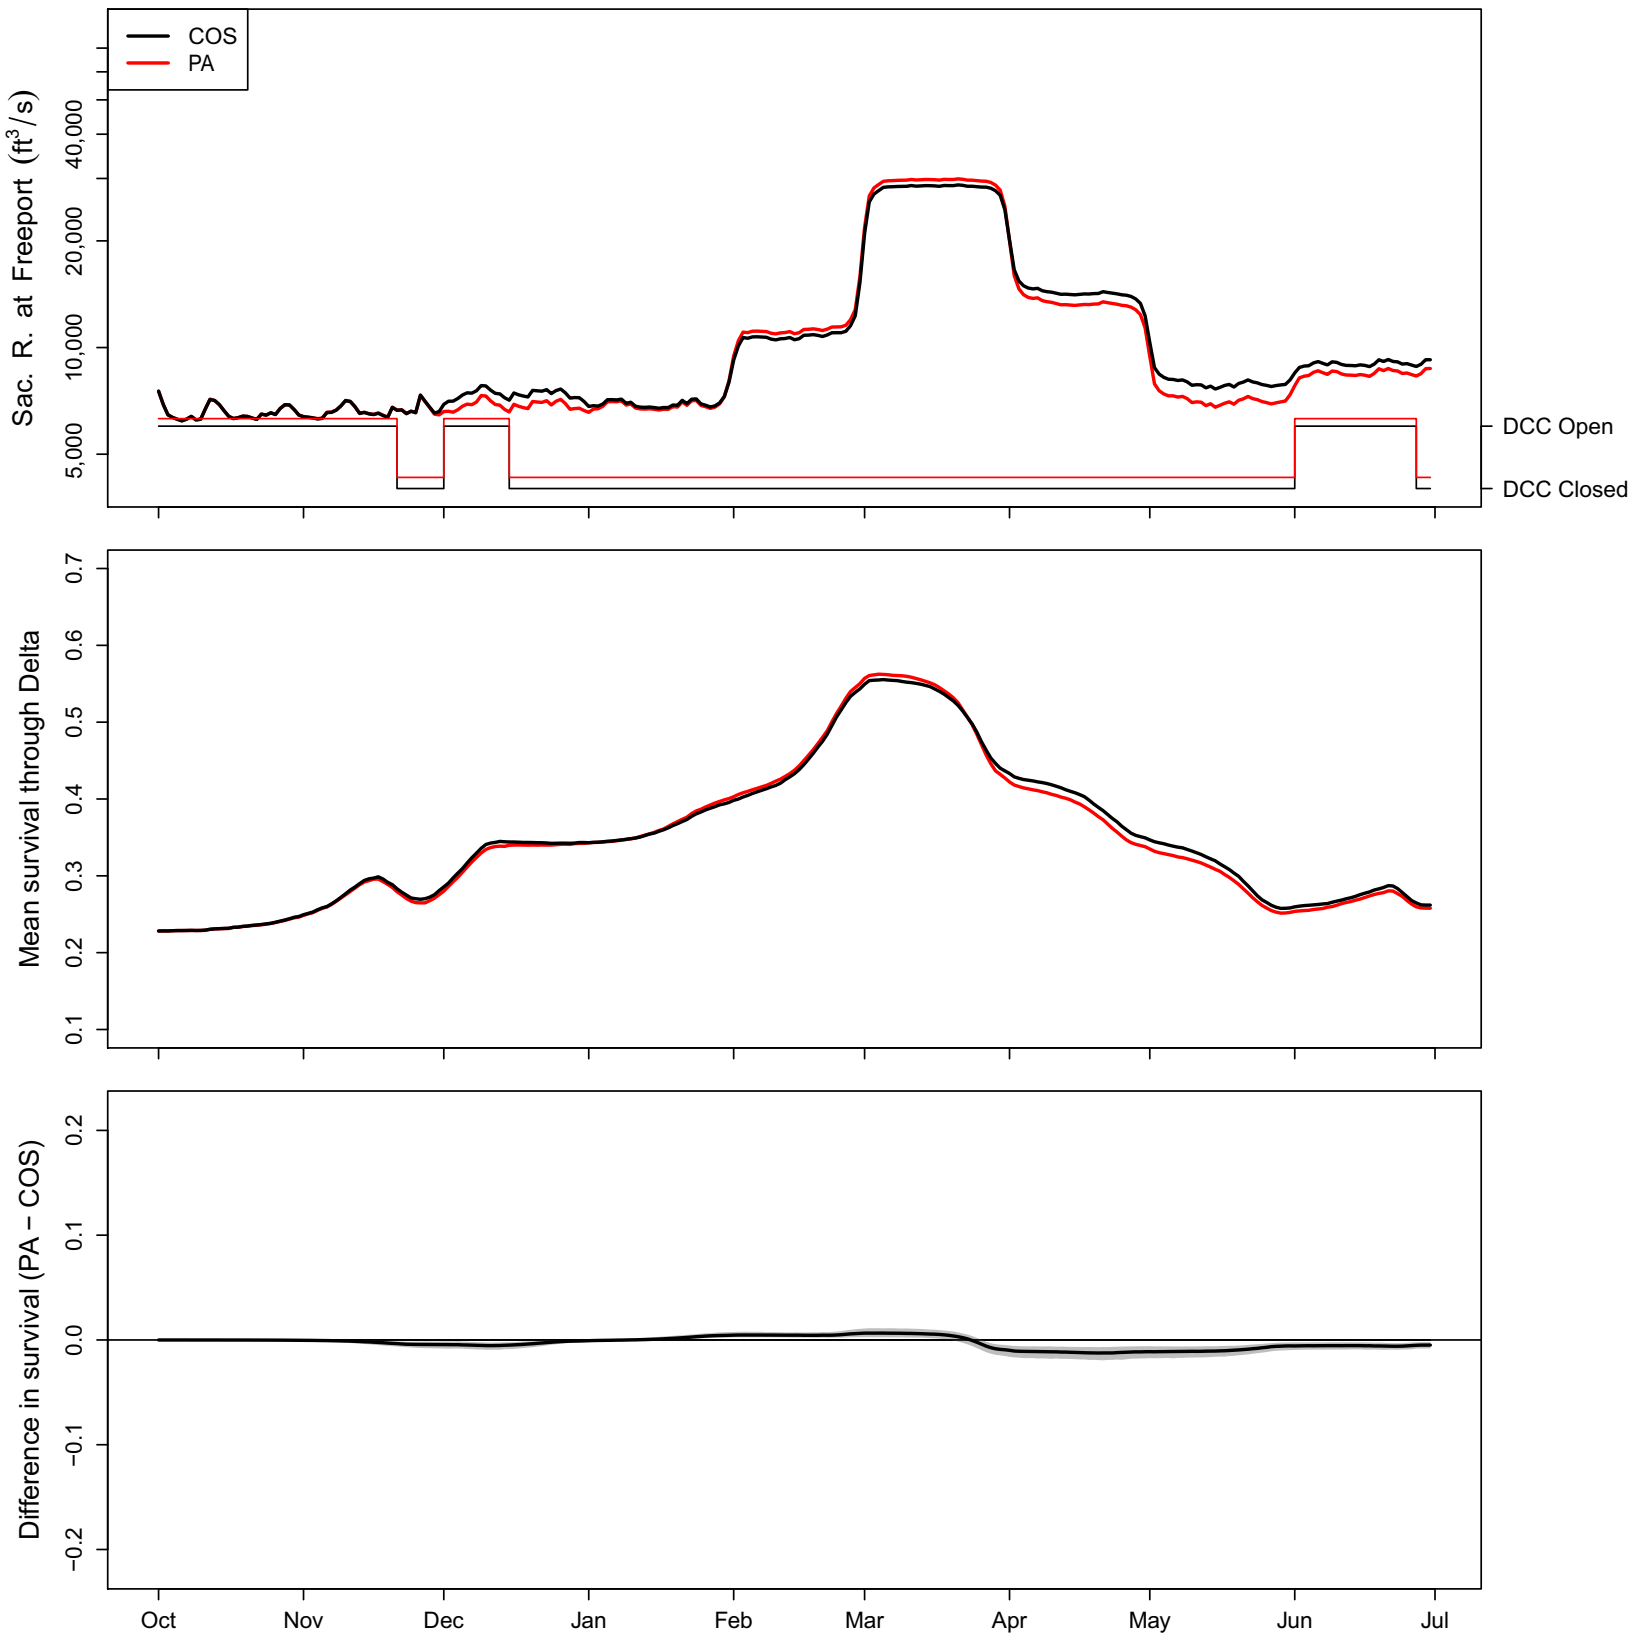 COS
PA
Sac. R. at Freeport (ft³/s)
40,000
20,000
10,000
5,000
DCC Open
DCC Closed
Mean survival through Delta
0.7
0.6
0.5
0.4
0.3
0.2
0.1
Difference in survival (PA − COS)
0.2
0.1
0.0
−0.1
−0.2
Oct Nov Dec Jan Feb Mar Apr May Jun Jul